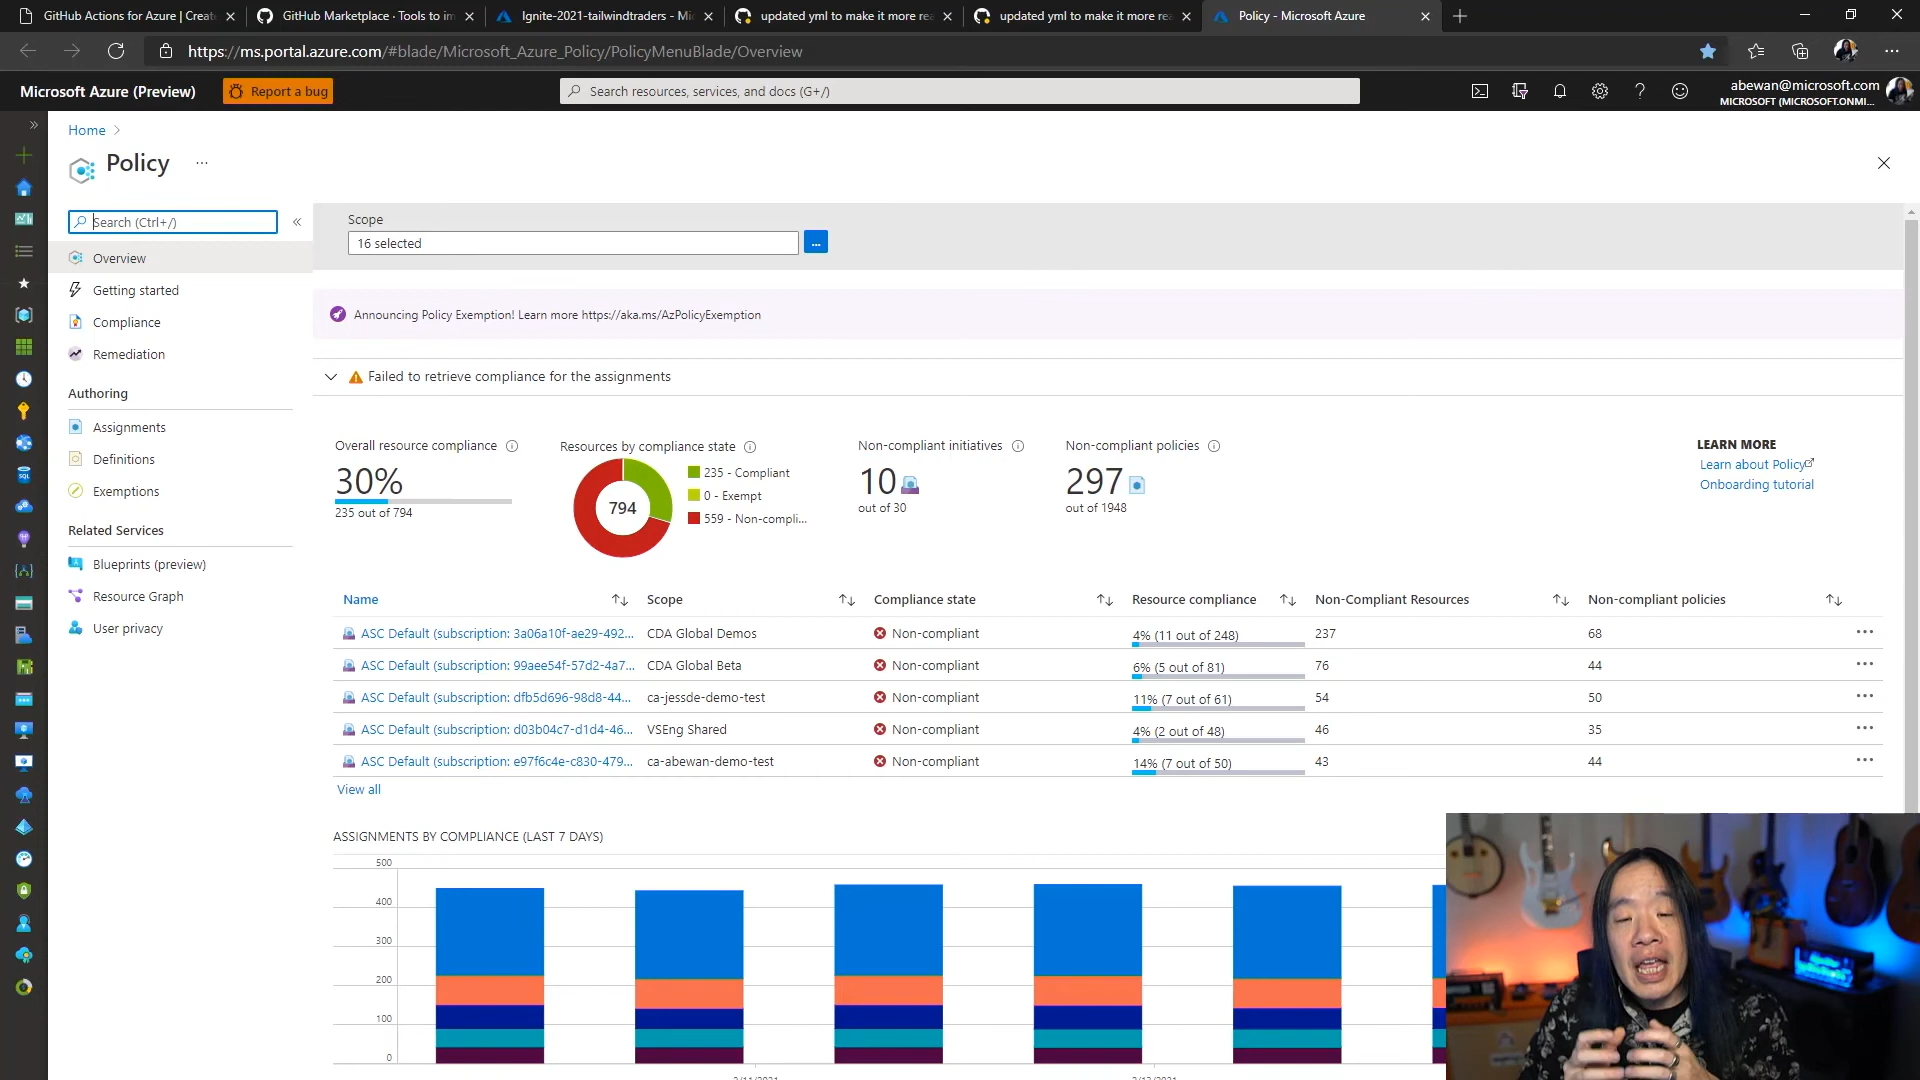 GitHub Actions for Azure | Creat
GitHub Marketplace · Tools to im
Ignite-2021-tailwindtraders - Mi
updated yml to make it more rea
updated yml to make it more rea
Policy - Microsoft Azure
https://ms.portal.azure.com/#blade/Microsoft_Azure_Policy/PolicyMenuBlade/Overview
Microsoft Azure (Preview)
Report a bug
Search resources, services, and docs (G+/)
abewan@microsoft.com
MICROSOFT (MICROSOFT.ONMI...
Home
Policy
Search (Ctrl+/)
Overview
Getting started
Compliance
Remediation
Authoring
Assignments
Definitions
Exemptions
Related Services
Blueprints (preview)
Resource Graph
User privacy
Scope
16 selected
...
Announcing Policy Exemption! Learn more https://aka.ms/AzPolicyExemption
Failed to retrieve compliance for the assignments
Overall resource compliance
30%
235 out of 794
Resources by compliance state
794
235 - Compliant
0 - Exempt
559 - Non-compli...
Non-compliant initiatives
10
out of 30
Non-compliant policies
297
out of 1948
LEARN MORE
Learn about Policy
Onboarding tutorial
Name Scope Compliance state Resource compliance Non-Compliant Resources Non-compliant policies
ASC Default (subscription: 3a06a10f-ae29-492... CDA Global Demos Non-compliant 4% (11 out of 248) 237 68
ASC Default (subscription: 99aee54f-57d2-4a7... CDA Global Beta Non-compliant 6% (5 out of 81) 76 44
ASC Default (subscription: dfb5d696-98d8-44... ca-jessde-demo-test Non-compliant 11% (7 out of 61) 54 50
ASC Default (subscription: d03b04c7-d1d4-46... VSEng Shared Non-compliant 4% (2 out of 48) 46 35
ASC Default (subscription: e97f6c4e-c830-479... ca-abewan-demo-test Non-compliant 14% (7 out of 50) 43 44
View all
ASSIGNMENTS BY COMPLIANCE (LAST 7 DAYS)
500
400
300
200
100
0